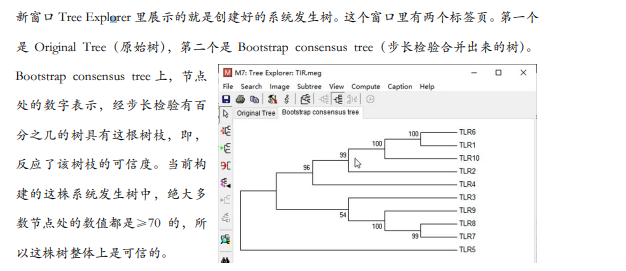 新窗口 Tree Explorer 里展示的就是创建好的系统发生树。这个窗口里有两个标签页。第一个
是 Original Tree（原始树），第二个是 Bootstrap consensus tree（步长检验合并出来的树）。
Bootstrap consensus tree 上，节点
处的数字表示，经步长检验有百
分之几的树具有这根树枝，即，
反应了该树枝的可信度。当前构
建的这株系统发生树中，绝大多
数节点处的数值都是≥70 的，所
以这株树整体上是可信的。
M7: Tree Explorer: TIR.meg
File Search Image Subtree View Compute Caption Help
Original Tree Bootstrap consensus tree
TLR6
100
TLR1
100
TLR10
99
TLR2
96
TLR4
TLR3
54
TLR9
TLR8
100
TLR7
99
TLR5